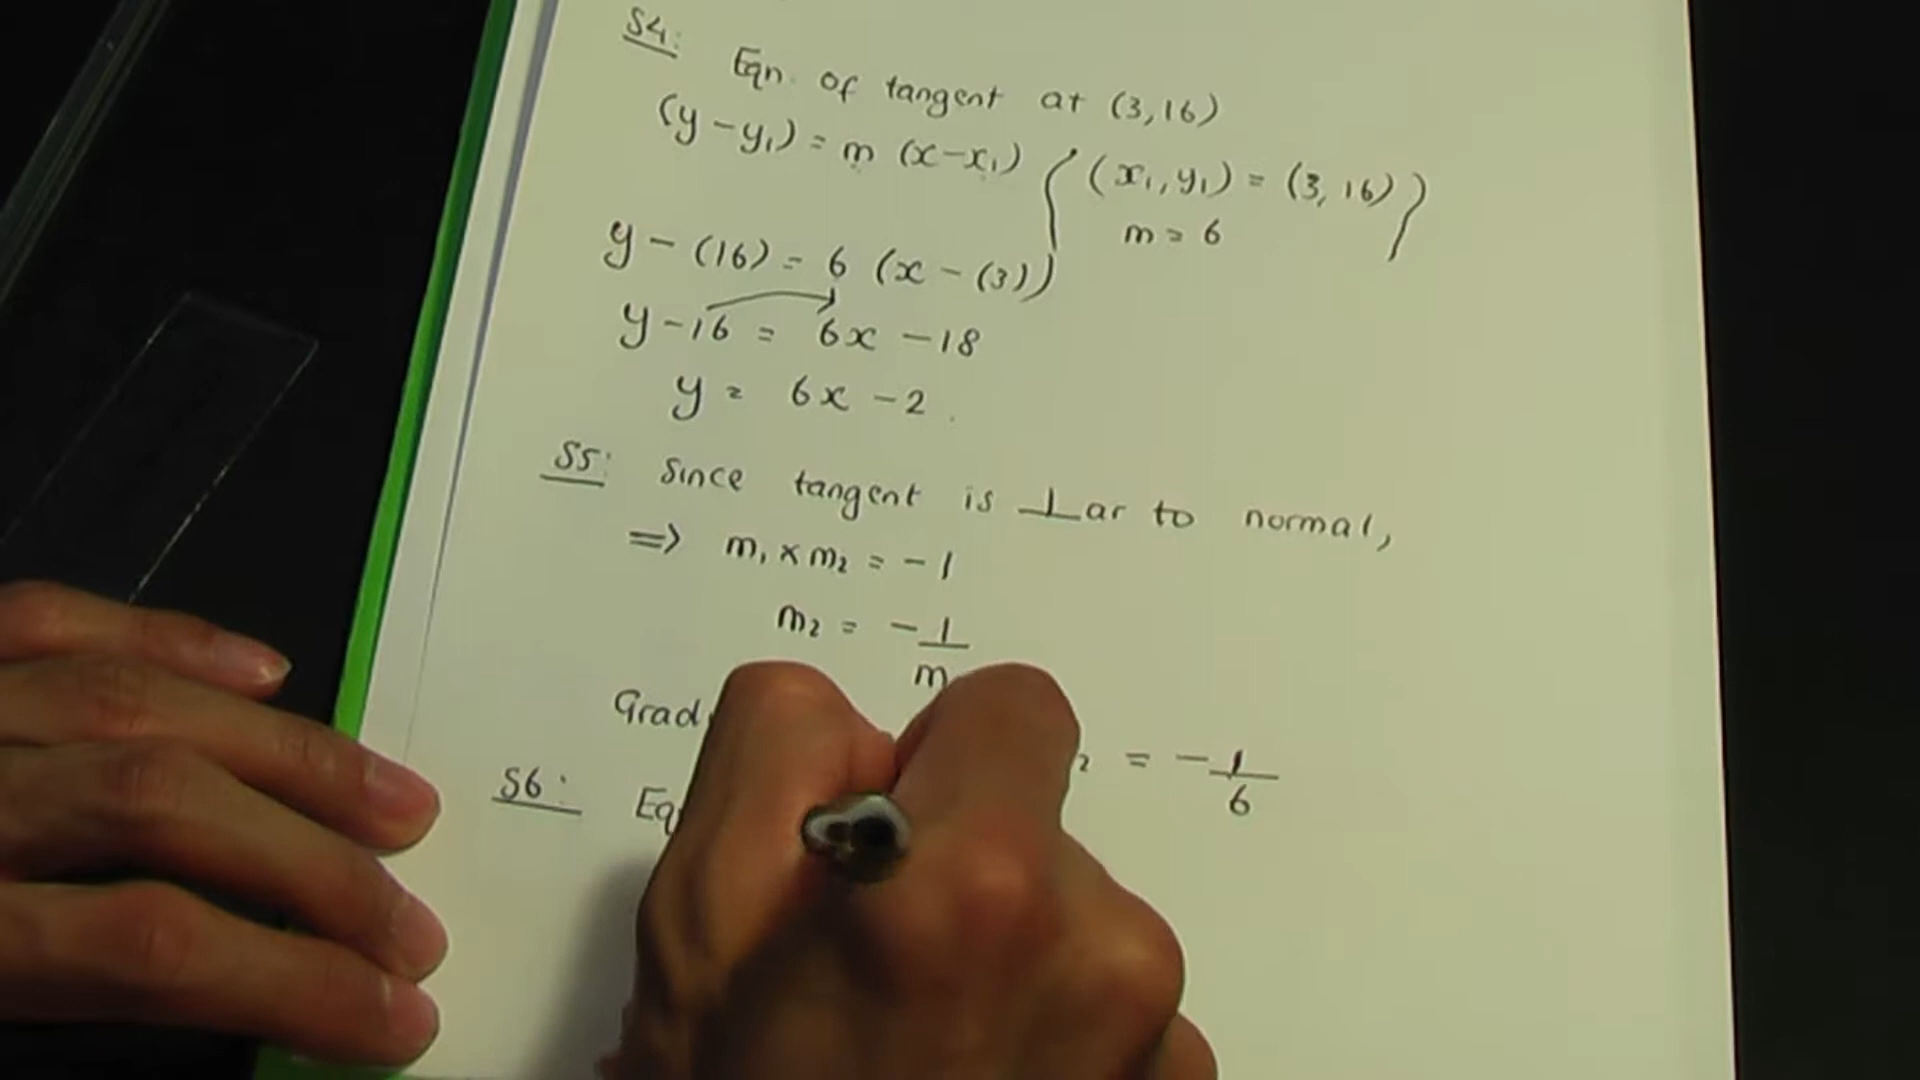 S4: Eqn. of tangent at (3,16)
(y-y₁) = m (x-x₁) { (x₁,y₁) = (3,16) }
m = 6
y - (16) = 6 (x - (3))
y-16 = 6x -18
y = 6x -2
S5: Since tangent is ⊥ar to normal,
⇒ m₁ × m₂ = -1
m₂ = - 1/m
Grad ₂ = - 1/6
S6: Eq